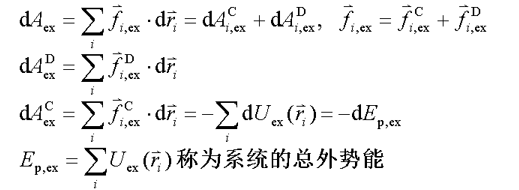 dA_ex = ∑_i f⃗_{i,ex} · dr⃗_i = dA^C_{i,ex} + dA^D_{i,ex}, f⃗_{i,ex} = f⃗^C_{i,ex} + f⃗^D_{i,ex}
dA^D_ex = ∑_i f⃗^D_{i,ex} · dr⃗_i
dA^C_ex = ∑_i f⃗^C_{i,ex} · dr⃗_i = −∑_i dU_ex(r⃗_i) = −dE_{p,ex}
E_{p,ex} = ∑_i U_ex(r⃗_i) 称为系统的总外势能